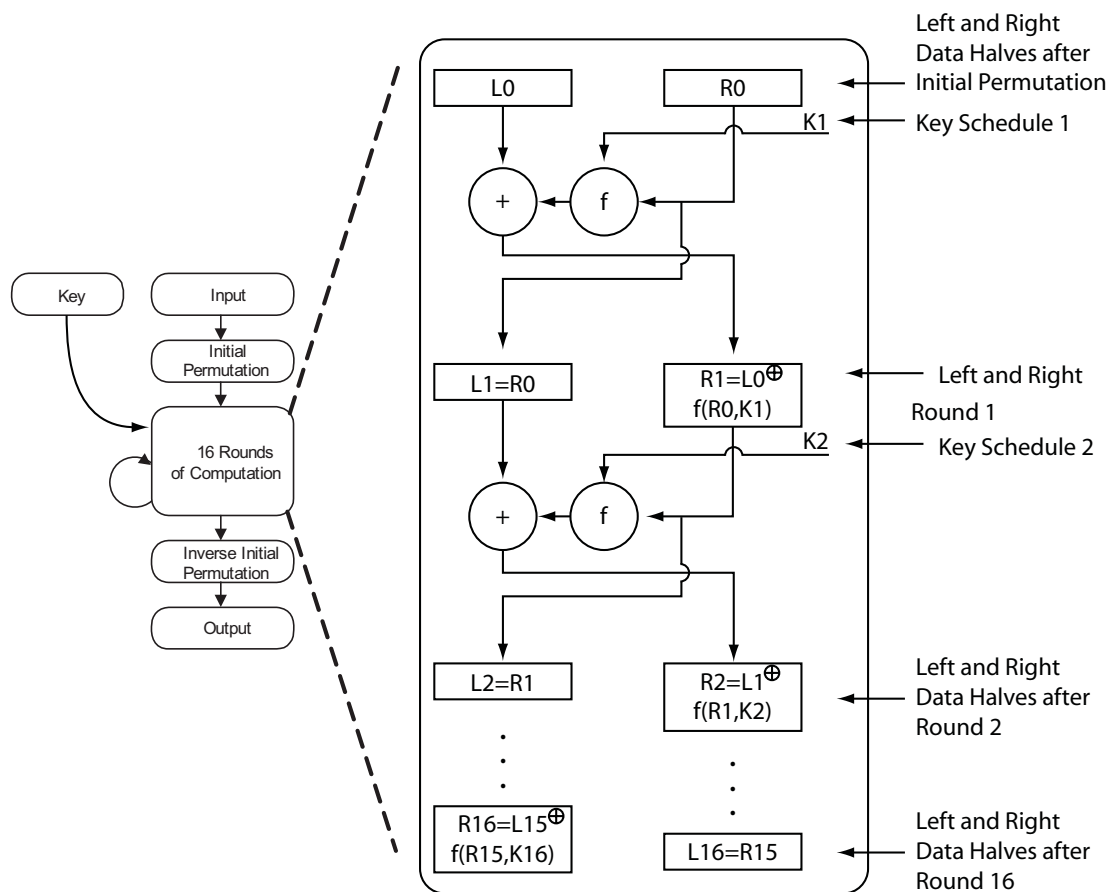 Key
Input
Initial
Permutation
16 Rounds
of Computation
Inverse Initial
Permutation
Output
L0
R0
K1
+
f
L1=R0
R1=L0⊕
f(R0,K1)
K2
+
f
L2=R1
R2=L1⊕
f(R1,K2)
R16=L15⊕
f(R15,K16)
L16=R15
Left and Right
Data Halves after
Initial Permutation
Key Schedule 1
Left and Right
Round 1
Key Schedule 2
Left and Right
Data Halves after
Round 2
Left and Right
Data Halves after
Round 16